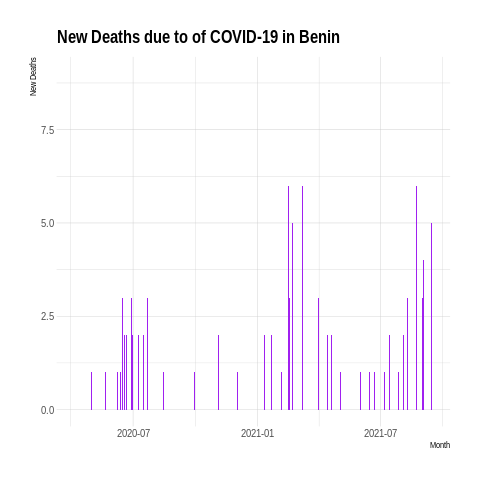 New Deaths due to of COVID-19 in Benin
New Deaths
7.5
5.0
2.5
0.0
2020-07 2021-01 2021-07
Month